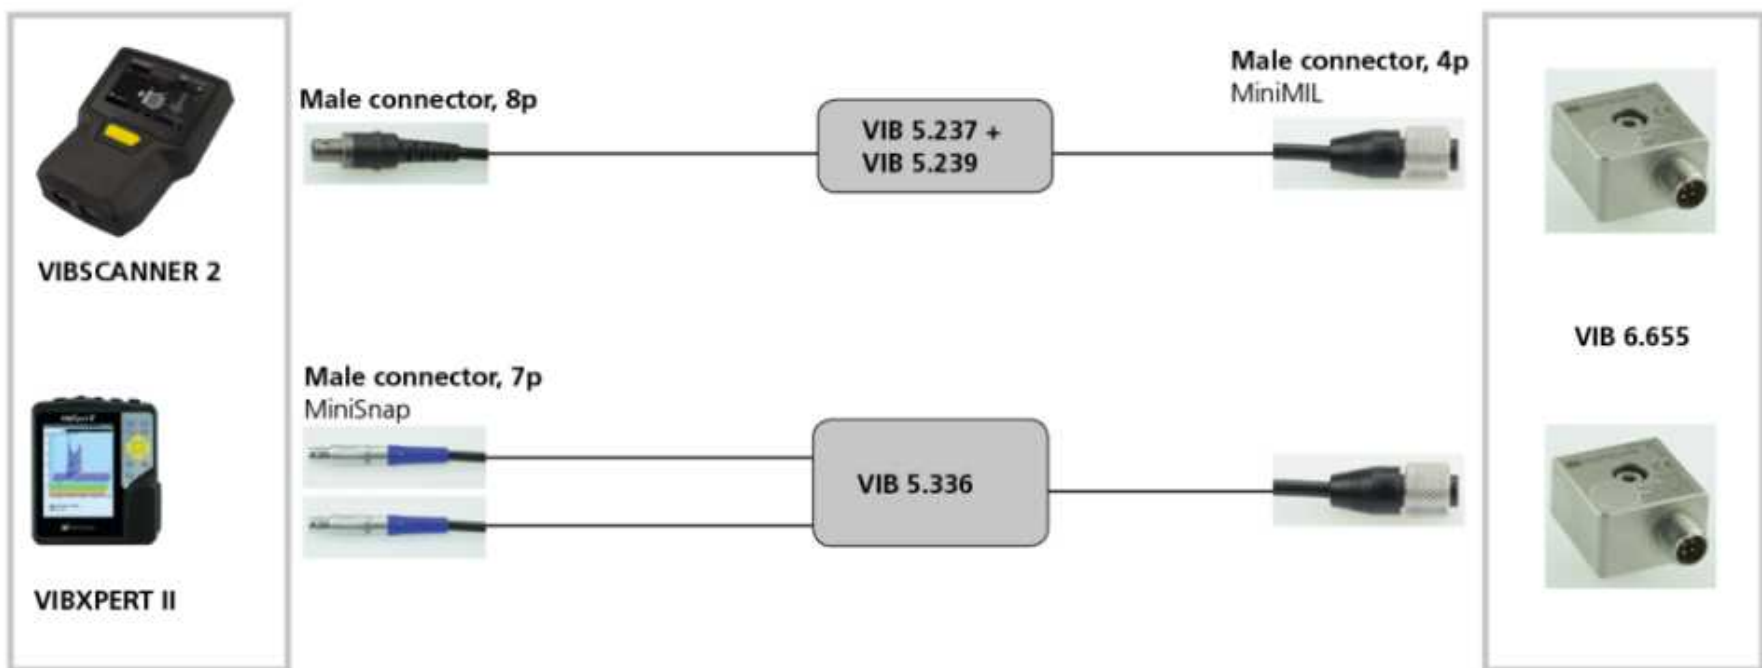 Male connector, 8p
VIB 5.237 +
VIB 5.239
Male connector, 4p
MiniMIL
VIBSCANNER 2
Male connector, 7p
MiniSnap
VIB 5.336
VIB 6.655
VIBXPERT II